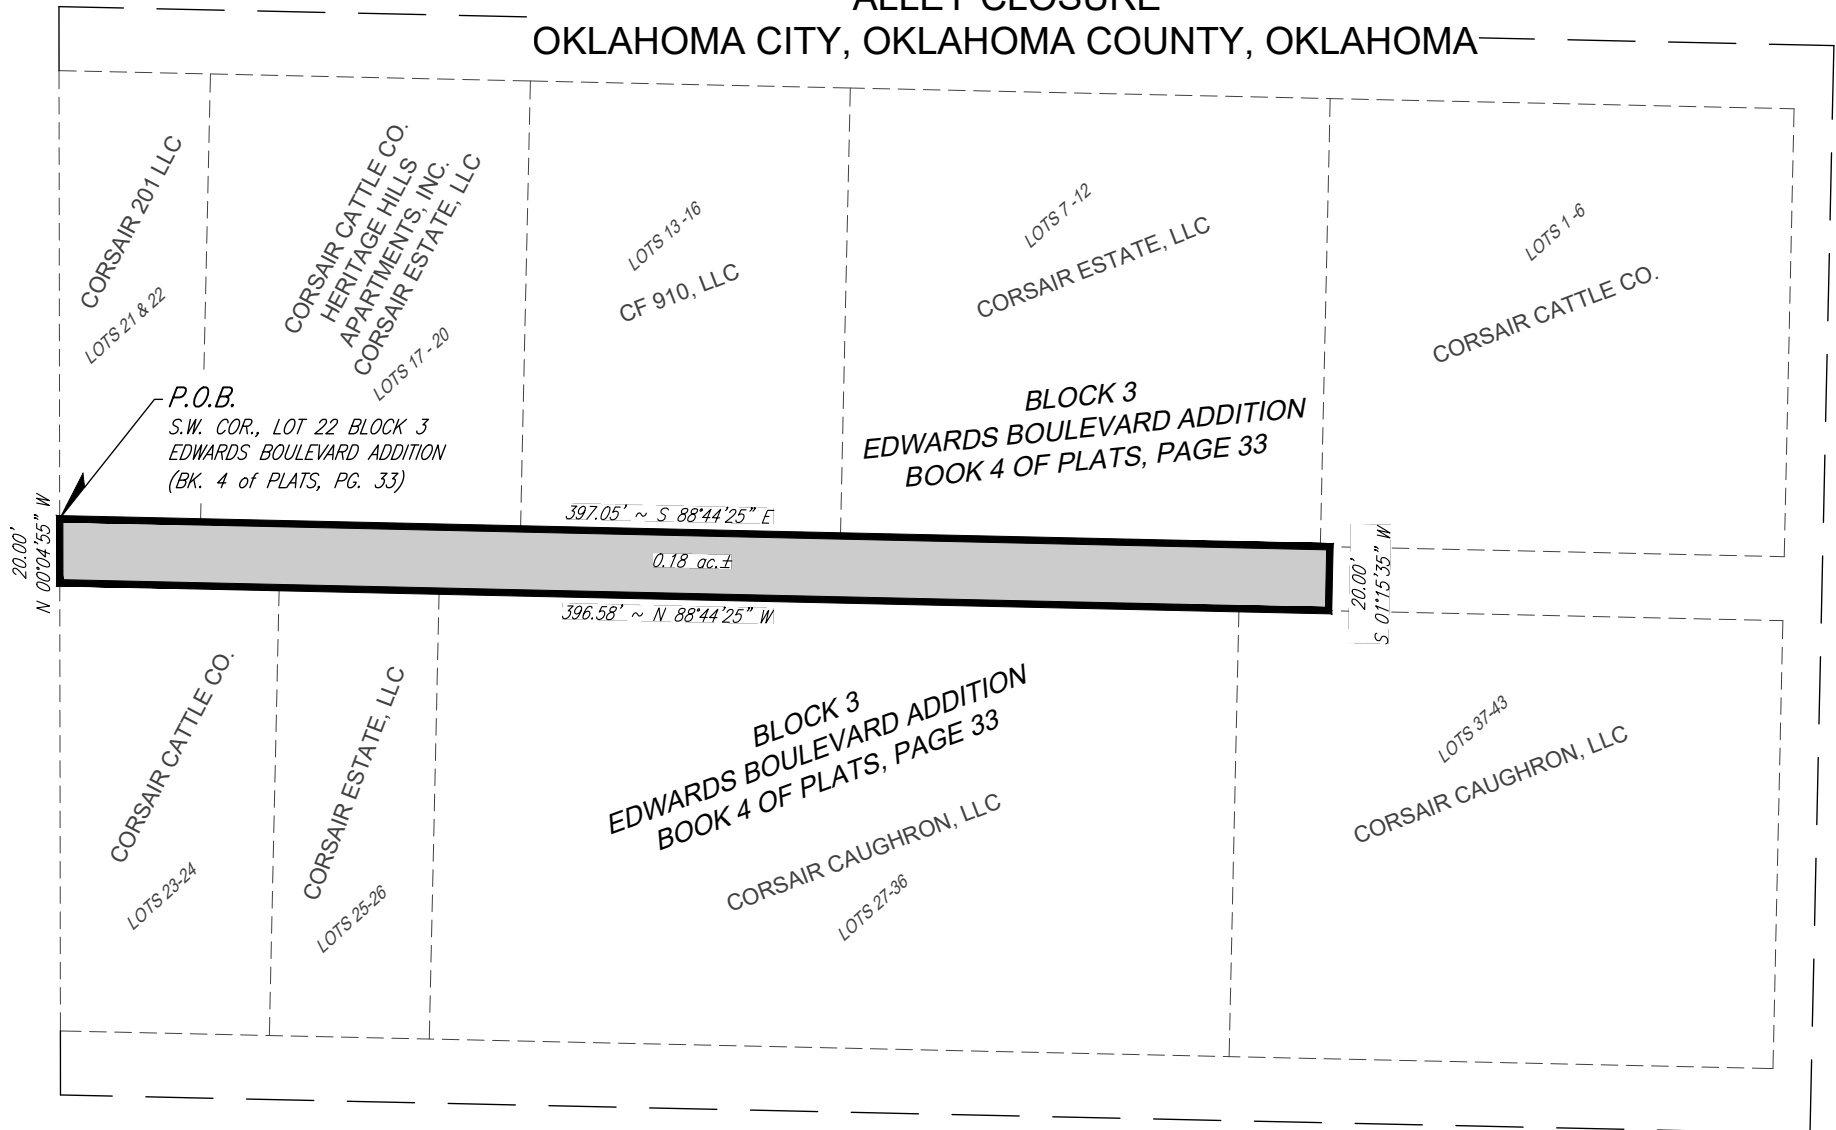 ALLEY CLOSURE
OKLAHOMA CITY, OKLAHOMA COUNTY, OKLAHOMA
CORSAIR 201 LLC
LOTS 21 & 22
CORSAIR CATTLE CO.
HERITAGE HILLS
APARTMENTS, INC.
CORSAIR ESTATE, LLC
LOTS 17 - 20
LOTS 13 -16
CF 910, LLC
LOTS 7 -12
CORSAIR ESTATE, LLC
LOTS 1 -6
CORSAIR CATTLE CO.
BLOCK 3
EDWARDS BOULEVARD ADDITION
BOOK 4 OF PLATS, PAGE 33
P.O.B.
S.W. COR., LOT 22 BLOCK 3
EDWARDS BOULEVARD ADDITION
(BK. 4 of PLATS, PG. 33)
20.00'
N 00°04'55" W
397.05' ~ S 88°44'25" E
0.18 ac.±
396.58' ~ N 88°44'25" W
20.00'
S 01°15'35" W
CORSAIR CATTLE CO.
LOTS 23-24
CORSAIR ESTATE, LLC
LOTS 25-26
BLOCK 3
EDWARDS BOULEVARD ADDITION
BOOK 4 OF PLATS, PAGE 33
CORSAIR CAUGHRON, LLC
LOTS 27-36
LOTS 37-43
CORSAIR CAUGHRON, LLC